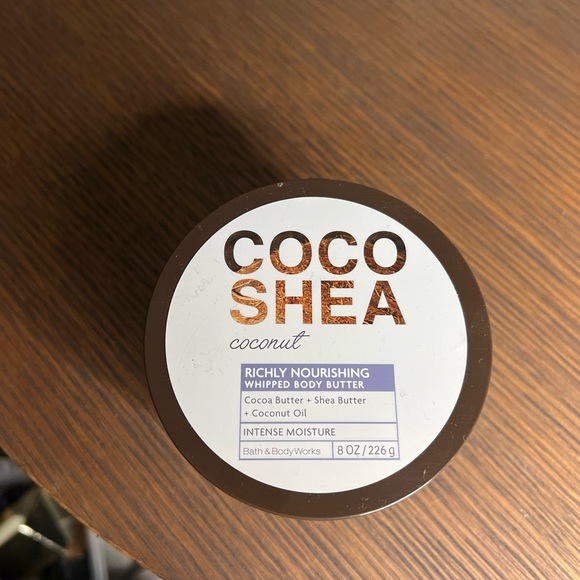 COCO
SHEA
coconut
RICHLY NOURISHING
WHIPPED BODY BUTTER
Cocoa Butter + Shea Butter
+ Coconut Oil
INTENSE MOISTURE
Bath & BodyWorks 8 OZ / 226 g